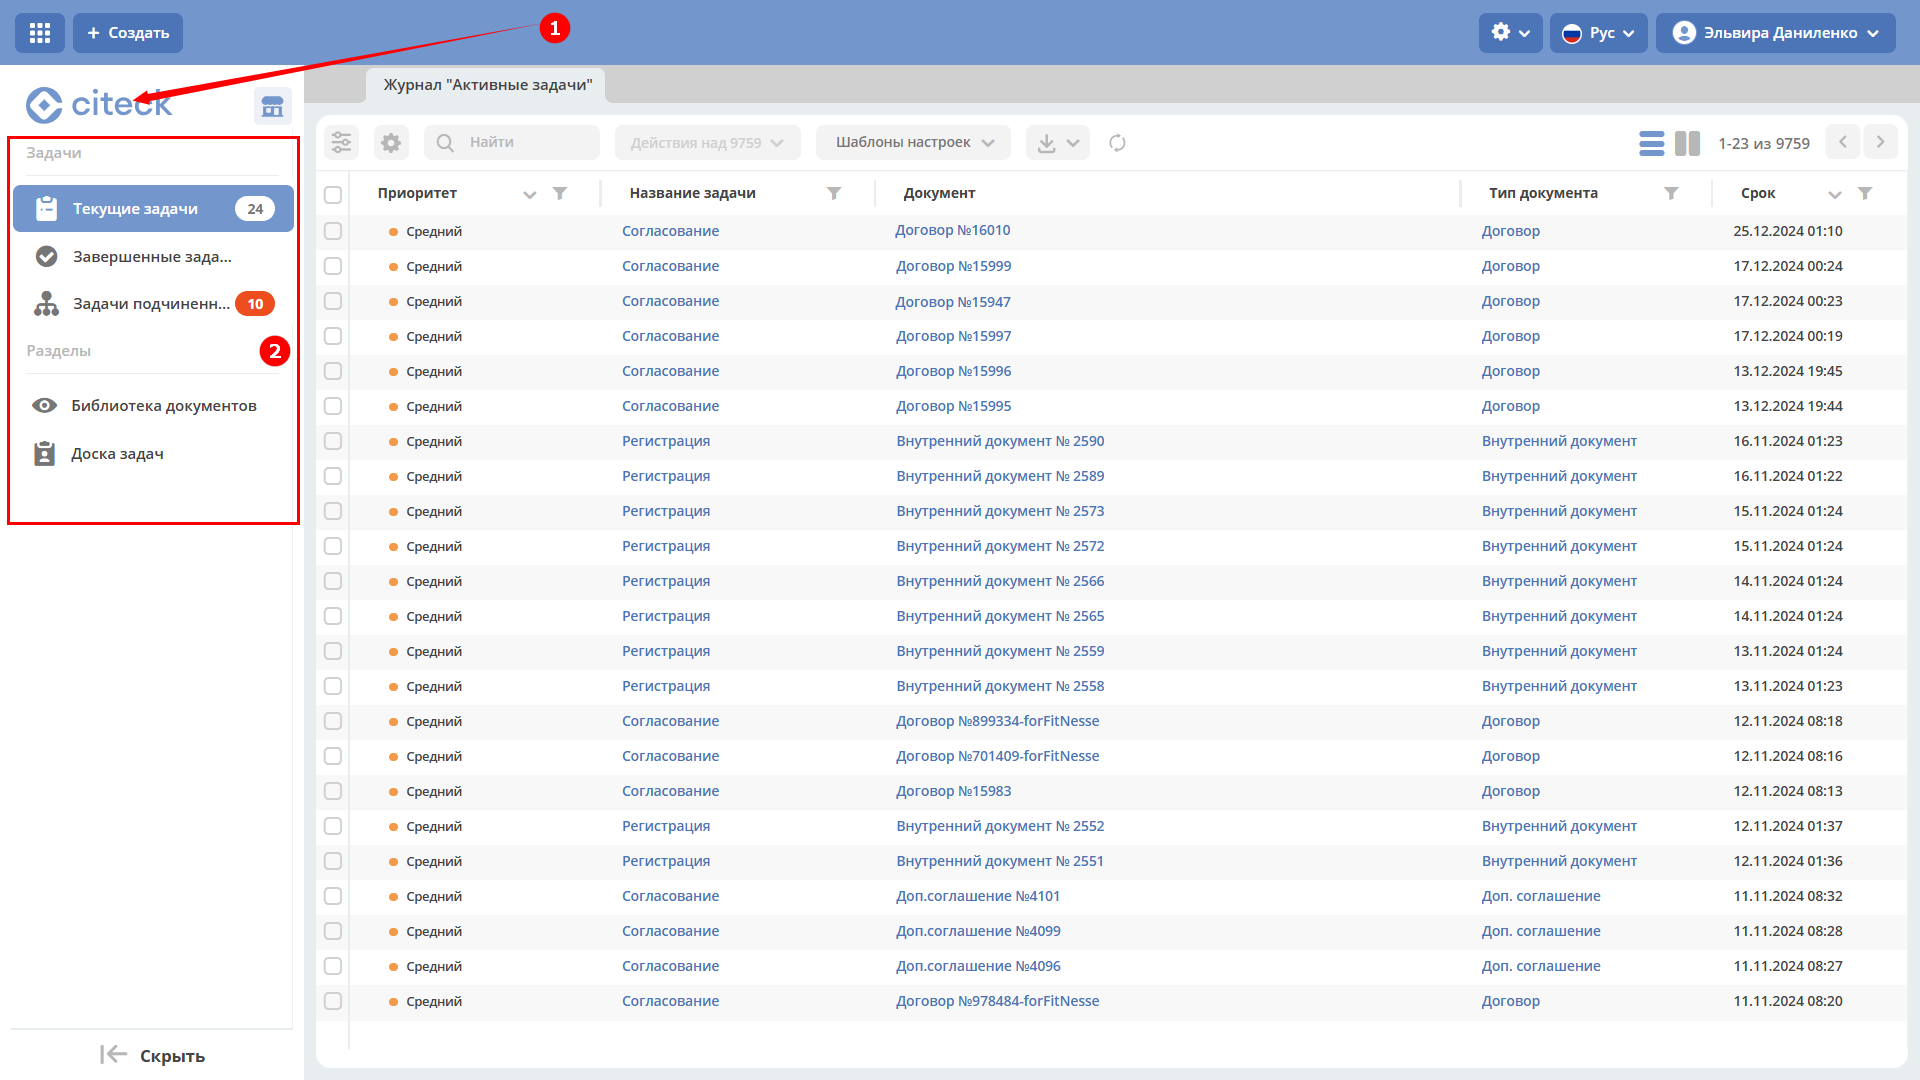 + Создать
1
Рус
Эльвира Даниленко
citeck
Журнал "Активные задачи"
Найти
Действия над 9759
Шаблоны настроек
1-23 из 9759
Задачи
Текущие задачи 24
Завершенные зада...
Задачи подчиненн... 10
Разделы
2
Библиотека документов
Доска задач
Скрыть
Приоритет Название задачи Документ Тип документа Срок
Средний Согласование Договор №16010 Договор 25.12.2024 01:10
Средний Согласование Договор №15999 Договор 17.12.2024 00:24
Средний Согласование Договор №15947 Договор 17.12.2024 00:23
Средний Согласование Договор №15997 Договор 17.12.2024 00:19
Средний Согласование Договор №15996 Договор 13.12.2024 19:45
Средний Согласование Договор №15995 Договор 13.12.2024 19:44
Средний Регистрация Внутренний документ № 2590 Внутренний документ 16.11.2024 01:23
Средний Регистрация Внутренний документ № 2589 Внутренний документ 16.11.2024 01:22
Средний Регистрация Внутренний документ № 2573 Внутренний документ 15.11.2024 01:24
Средний Регистрация Внутренний документ № 2572 Внутренний документ 15.11.2024 01:24
Средний Регистрация Внутренний документ № 2566 Внутренний документ 14.11.2024 01:24
Средний Регистрация Внутренний документ № 2565 Внутренний документ 14.11.2024 01:24
Средний Регистрация Внутренний документ № 2559 Внутренний документ 13.11.2024 01:24
Средний Регистрация Внутренний документ № 2558 Внутренний документ 13.11.2024 01:23
Средний Согласование Договор №899334-forFitNesse Договор 12.11.2024 08:18
Средний Согласование Договор №701409-forFitNesse Договор 12.11.2024 08:16
Средний Согласование Договор №15983 Договор 12.11.2024 08:13
Средний Регистрация Внутренний документ № 2552 Внутренний документ 12.11.2024 01:37
Средний Регистрация Внутренний документ № 2551 Внутренний документ 12.11.2024 01:36
Средний Согласование Доп.соглашение №4101 Доп. соглашение 11.11.2024 08:32
Средний Согласование Доп.соглашение №4099 Доп. соглашение 11.11.2024 08:28
Средний Согласование Доп.соглашение №4096 Доп. соглашение 11.11.2024 08:27
Средний Согласование Договор №978484-forFitNesse Договор 11.11.2024 08:20